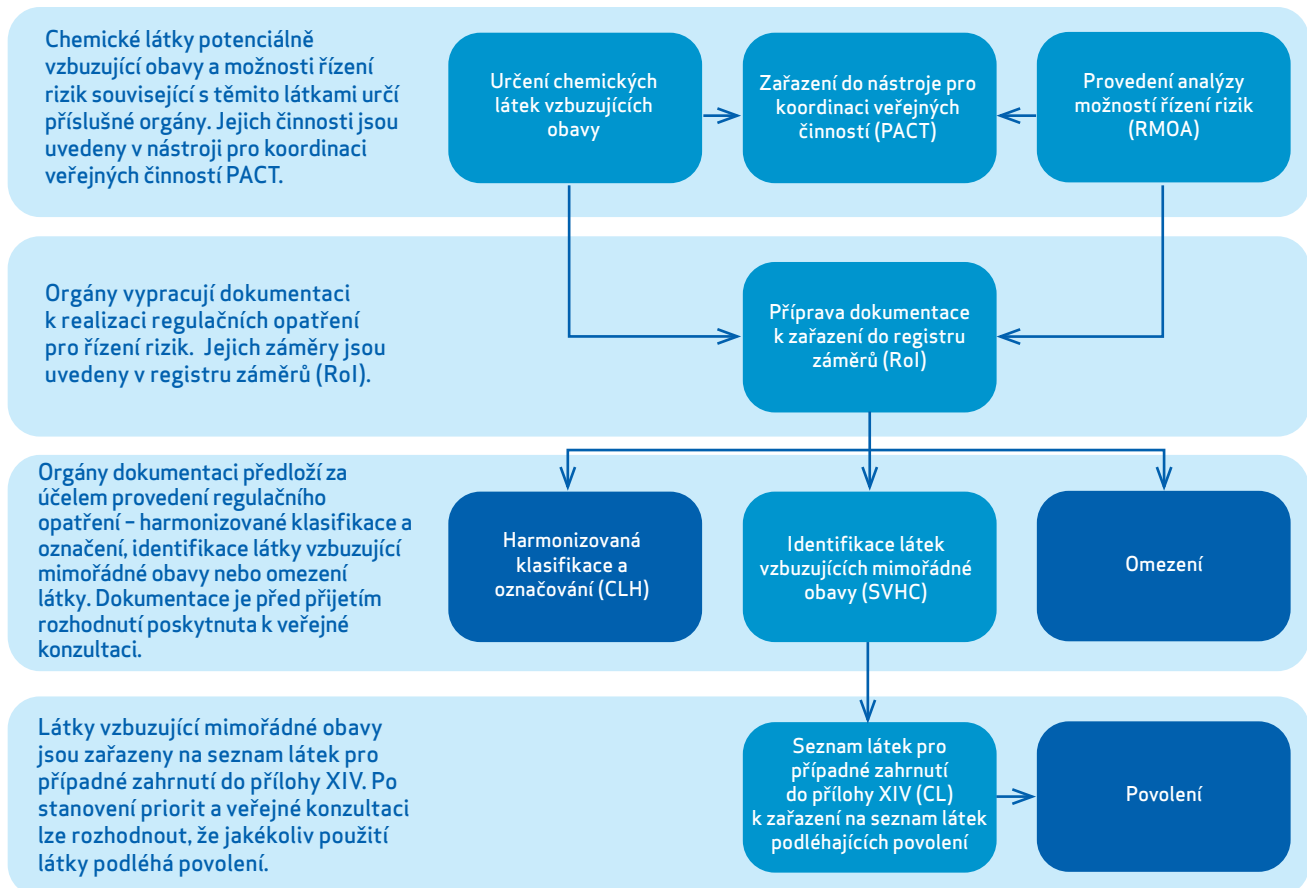 Chemické látky potenciálně
vzbuzující obavy a možnosti řízení
rizik související s těmito látkami určí
příslušné orgány. Jejich činnosti jsou
uvedeny v nástroji pro koordinaci
veřejných činností PACT.
Určení chemických
látek vzbuzujících
obavy
Zařazení do nástroje pro
koordinaci veřejných
činností (PACT)
Provedení analýzy
možností řízení rizik
(RMOA)
Orgány vypracují dokumentaci
k realizaci regulačních opatření
pro řízení rizik. Jejich záměry jsou
uvedeny v registru záměrů (RoI).
Příprava dokumentace
k zařazení do registru
záměrů (RoI)
Orgány dokumentaci předloží za
účelem provedení regulačního
opatření – harmonizované klasifikace a
označení, identifikace látky vzbuzující
mimořádné obavy nebo omezení
látky. Dokumentace je před přijetím
rozhodnutí poskytnuta k veřejné
konzultaci.
Harmonizovaná
klasifikace a
označování (CLH)
Identifikace látek
vzbuzujících mimořádné
obavy (SVHC)
Omezení
Látky vzbuzující mimořádné obavy
jsou zařazeny na seznam látek pro
případné zahrnutí do přílohy XIV. Po
stanovení priorit a veřejné konzultaci
lze rozhodnout, že jakékoliv použití
látky podléhá povolení.
Seznam látek pro
případné zahrnutí
do přílohy XIV (CL)
k zařazení na seznam látek
podléhajících povolení
Povolení